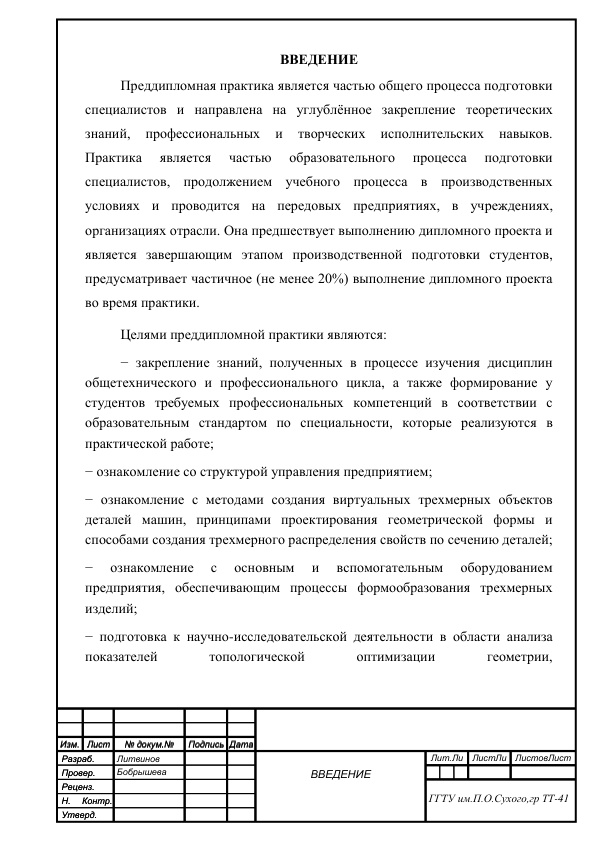 ВВЕДЕНИЕ
Преддипломная практика является частью общего процесса подготовки
специалистов и направлена на углублённое закрепление теоретических
знаний, профессиональных и творческих исполнительских навыков.
Практика является частью образовательного процесса подготовки
специалистов, продолжением учебного процесса в производственных
условиях и проводится на передовых предприятиях, в учреждениях,
организациях отрасли. Она предшествует выполнению дипломного проекта и
является завершающим этапом производственной подготовки студентов,
предусматривает частичное (не менее 20%) выполнение дипломного проекта
во время практики.
Целями преддипломной практики являются:
− закрепление знаний, полученных в процессе изучения дисциплин
общетехнического и профессионального цикла, а также формирование у
студентов требуемых профессиональных компетенций в соответствии с
образовательным стандартом по специальности, которые реализуются в
практической работе;
− ознакомление со структурой управления предприятием;
− ознакомление с методами создания виртуальных трехмерных объектов
деталей машин, принципами проектирования геометрической формы и
способами создания трехмерного распределения свойств по сечению деталей;
− ознакомление с основным и вспомогательным оборудованием
предприятия, обеспечивающим процессы формообразования трехмерных
изделий;
− подготовка к научно-исследовательской деятельности в области анализа
показателей топологической оптимизации геометрии,
Изм. Лист № докум.№ Подпись Дата
Разраб. Литвинов
Провер. Бобрышева
Реценз.
Н. Контр.
Утверд.
ВВЕДЕНИЕ
Лит.Ли ЛистЛи ЛистовЛист
ГГТУ им.П.О.Сухого,гр ТТ-41